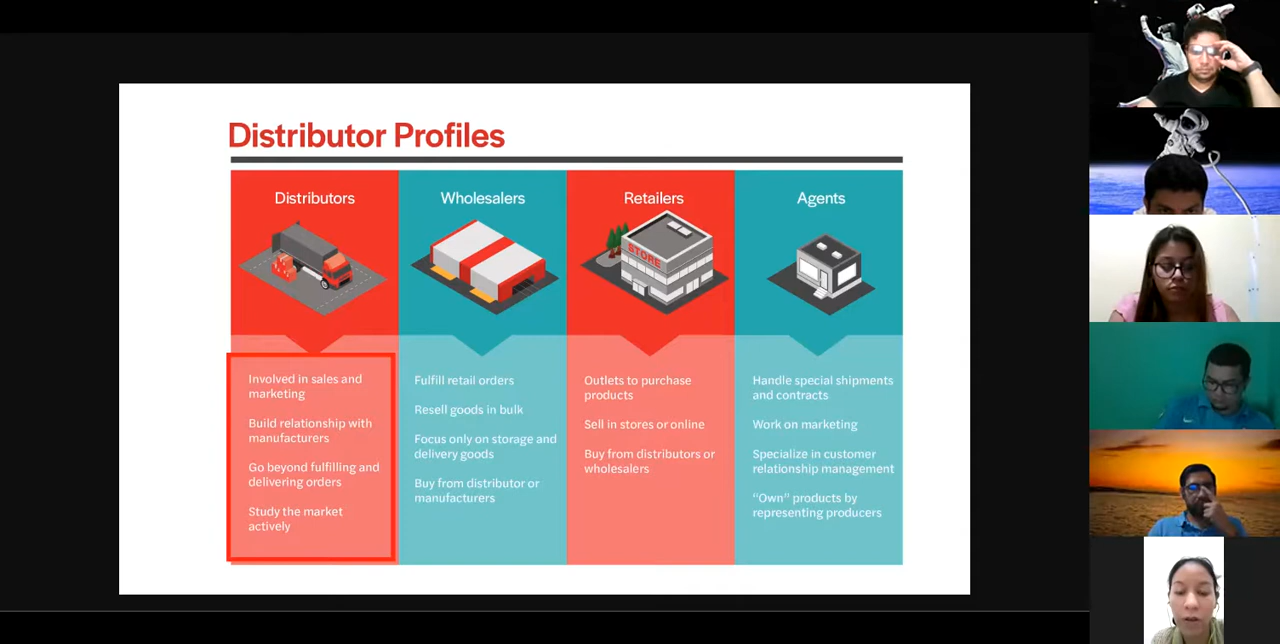 Distributor Profiles
Distributors
Wholesalers
Retailers
Agents
STORE
Involved in sales and
marketing
Build relationship with
manufacturers
Go beyond fulfilling and
delivering orders
Study the market
actively
Fulfill retail orders
Resell goods in bulk
Focus only on storage and
delivery goods
Buy from distributor or
manufacturers
Outlets to purchase
products
Sell in stores or online
Buy from distributors or
wholesalers
Handle special shipments
and contracts
Work on marketing
Specialize in customer
relationship management
“Own” products by
representing producers